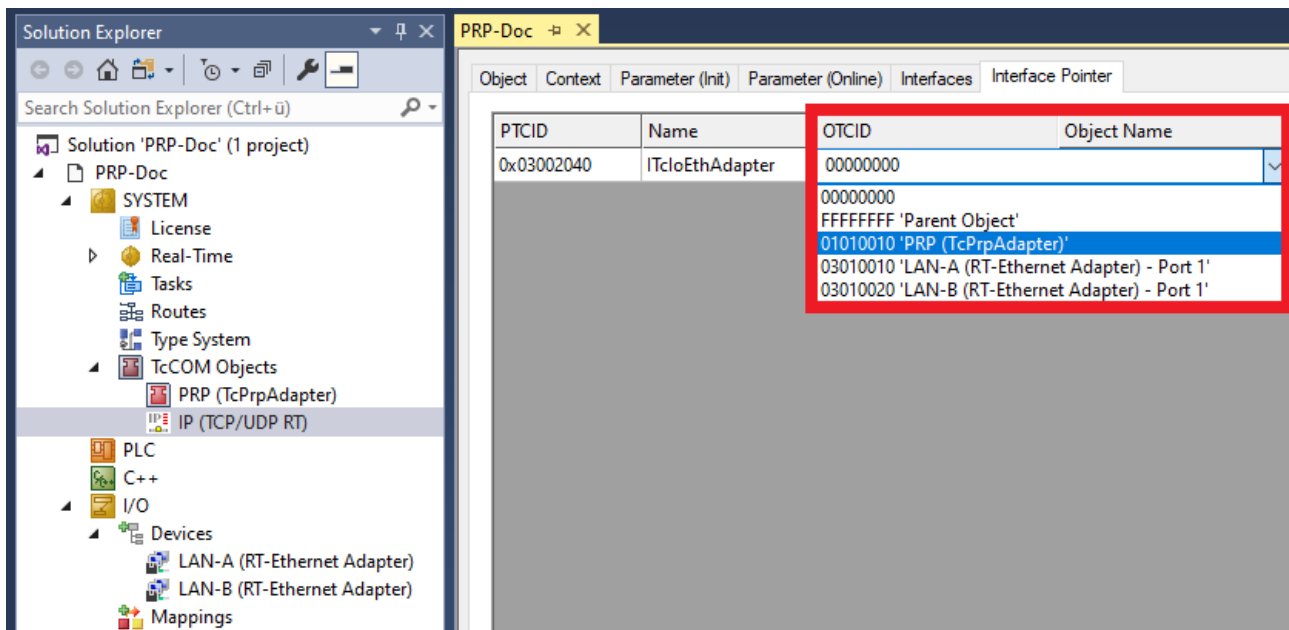 Solution Explorer
Search Solution Explorer (Ctrl+ü)
Solution 'PRP-Doc' (1 project)
PRP-Doc
SYSTEM
License
Real-Time
Tasks
Routes
Type System
TcCOM Objects
PRP (TcPrpAdapter)
IP (TCP/UDP RT)
PLC
C++
I/O
Devices
LAN-A (RT-Ethernet Adapter)
LAN-B (RT-Ethernet Adapter)
Mappings
PRP-Doc
Object Context Parameter (Init) Parameter (Online) Interfaces Interface Pointer
PTCID Name OTCID Object Name
0x03002040 ITcIoEthAdapter 00000000
00000000
FFFFFFFF 'Parent Object'
01010010 'PRP (TcPrpAdapter)'
03010010 'LAN-A (RT-Ethernet Adapter) - Port 1'
03010020 'LAN-B (RT-Ethernet Adapter) - Port 1'